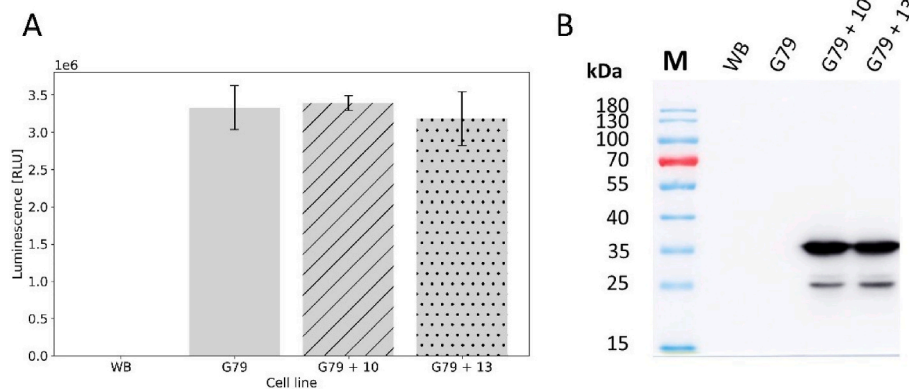 A
1e6
3.5
3.0
2.5
2.0
1.5
1.0
0.5
0.0
Luminescence [RLU]
WB G79 G79 + 10 G79 + 13
Cell line
B
kDa M WB G79 G79 + 10 G79 + 13
180
130
100
70
55
40
35
25
15